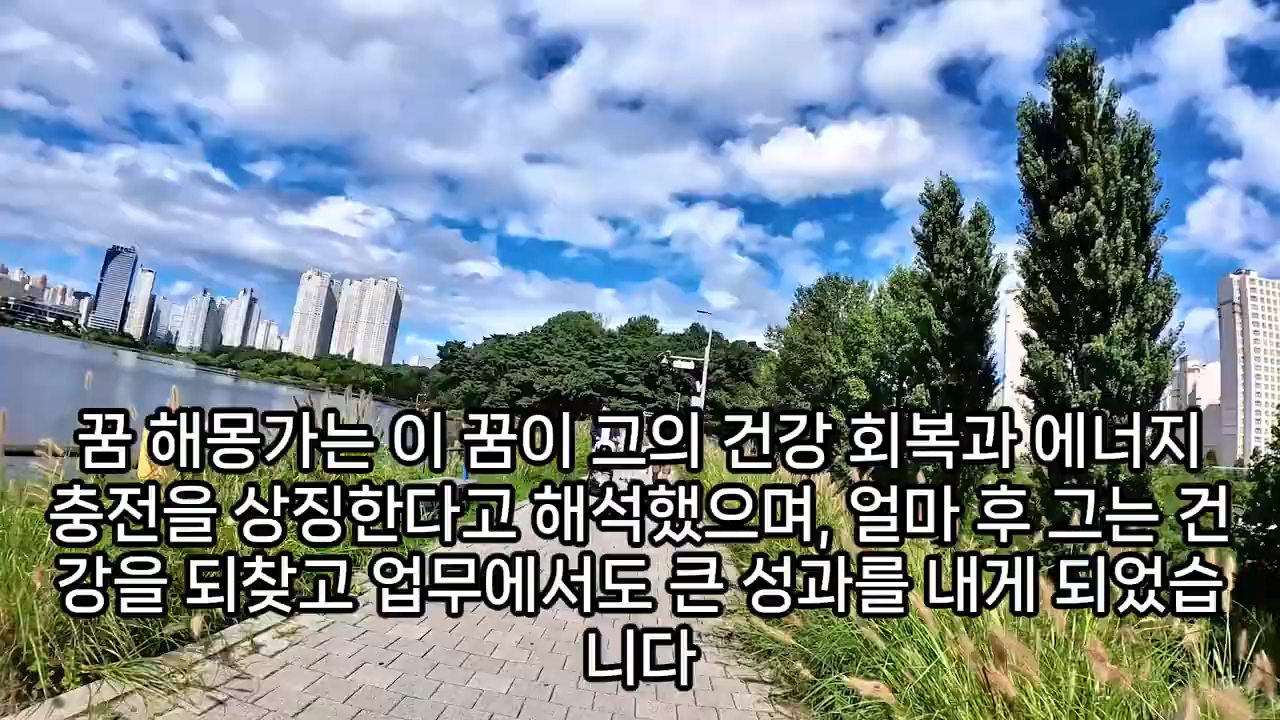 꿈 해몽가는 이 꿈이 그의 건강 회복과 에너지
충전을 상징한다고 해석했으며, 얼마 후 그는 건
강을 되찾고 업무에서도 큰 성과를 내게 되었습
니다